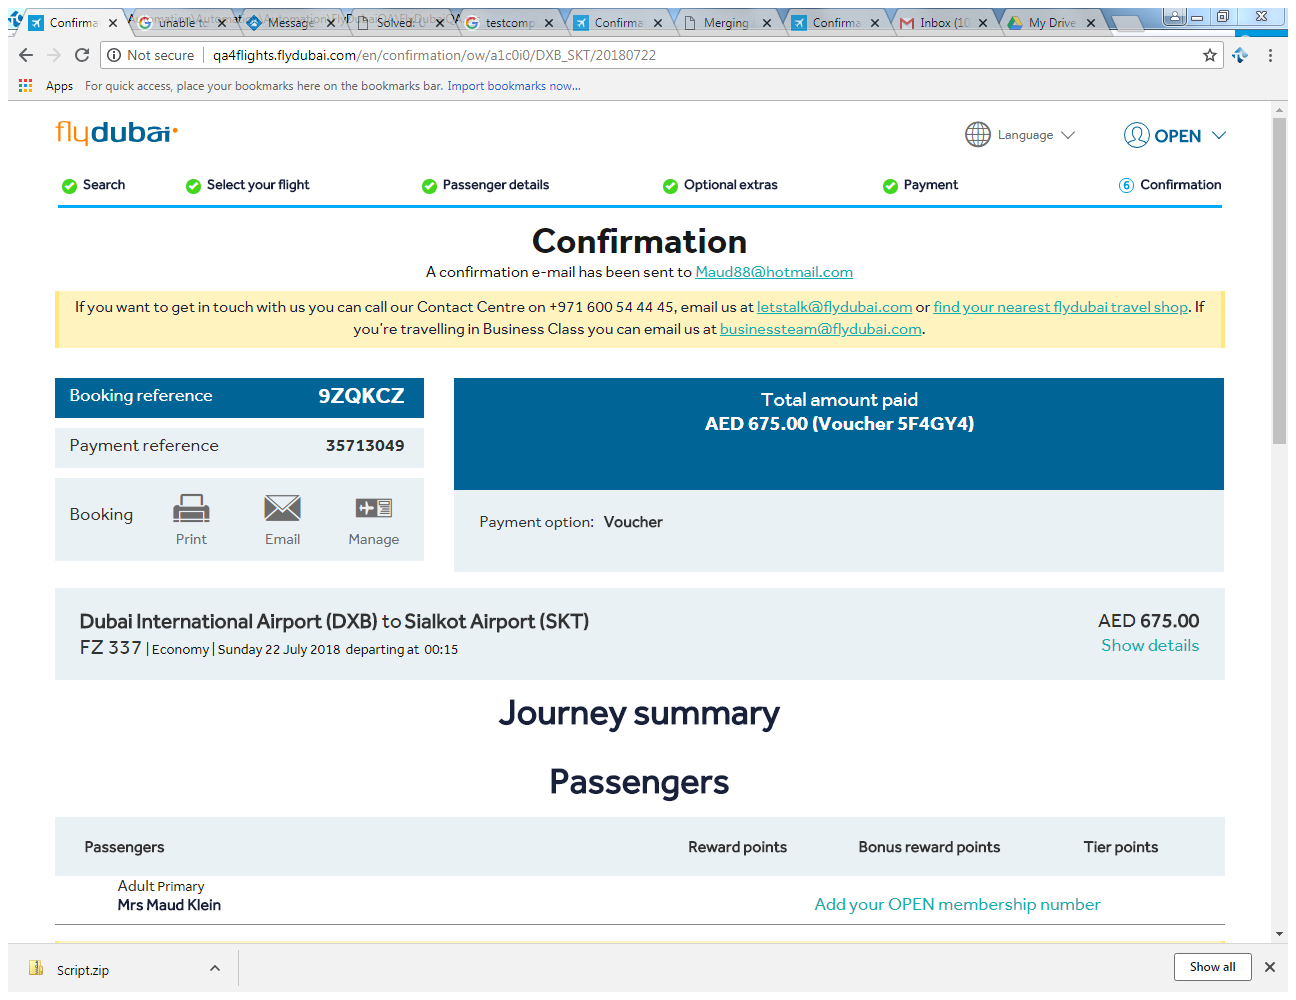 Confirma
unable to
Message
Solved: U
testcomp
Confirma
Merging
Confirma
Inbox (10
My Drive
Not secure
qa4flights.flydubai.com/en/confirmation/ow/a1c0i0/DXB_SKT/20180722
Apps For quick access, place your bookmarks here on the bookmarks bar. Import bookmarks now...
flydubai
Language
OPEN
Search
Select your flight
Passenger details
Optional extras
Payment
6 Confirmation
Confirmation
A confirmation e-mail has been sent to Maud88@hotmail.com
If you want to get in touch with us you can call our Contact Centre on +971 600 54 44 45, email us at letstalk@flydubai.com or find your nearest flydubai travel shop. If
you're travelling in Business Class you can email us at businessteam@flydubai.com.
Booking reference 9ZQKCZ
Payment reference 35713049
Booking
Print
Email
Manage
Total amount paid
AED 675.00 (Voucher 5F4GY4)
Payment option: Voucher
Dubai International Airport (DXB) to Sialkot Airport (SKT)
FZ 337 | Economy | Sunday 22 July 2018 departing at 00:15
AED 675.00
Show details
Journey summary
Passengers
Passengers Reward points Bonus reward points Tier points
Adult Primary
Mrs Maud Klein
Add your OPEN membership number
Script.zip
Show all